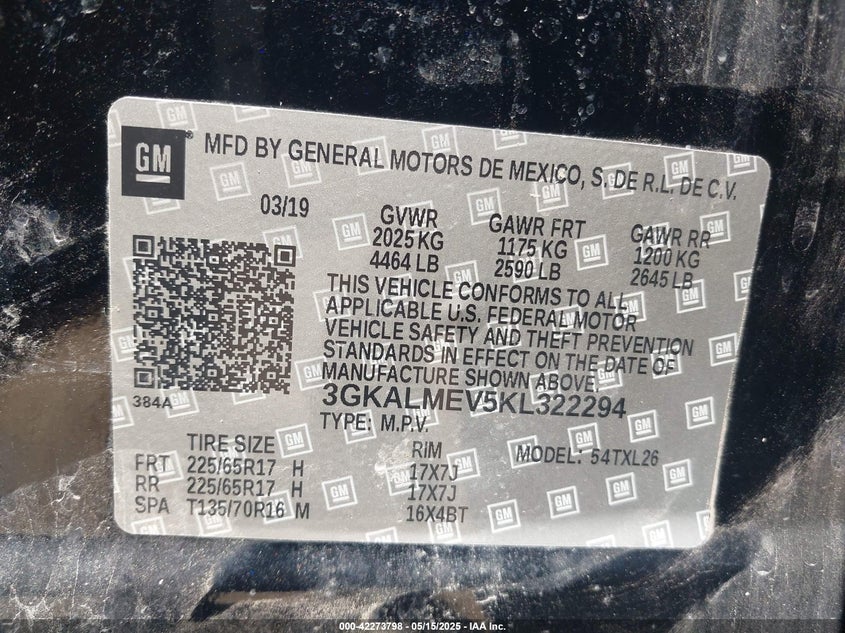 GM
MFD BY GENERAL MOTORS DE MEXICO, S. DE R.L. DE C.V.
03/19
GVWR GAWR FRT GAWR RR
2025 KG 1175 KG 1200 KG
4464 LB 2590 LB 2645 LB
THIS VEHICLE CONFORMS TO ALL
APPLICABLE U.S. FEDERAL MOTOR
VEHICLE SAFETY AND THEFT PREVENTION
STANDARDS IN EFFECT ON THE DATE OF
MANUFACTURE SHOWN ABOVE.
384A
3GKALMEV5KL322294
TYPE: M.P.V.
TIRE SIZE RIM MODEL: 54TXL26
FRT 225/65R17 H 17X7J
RR 225/65R17 H 17X7J
SPA T135/70R16 M 16X4BT
000-42273798 - 05/15/2025 - IAA Inc.